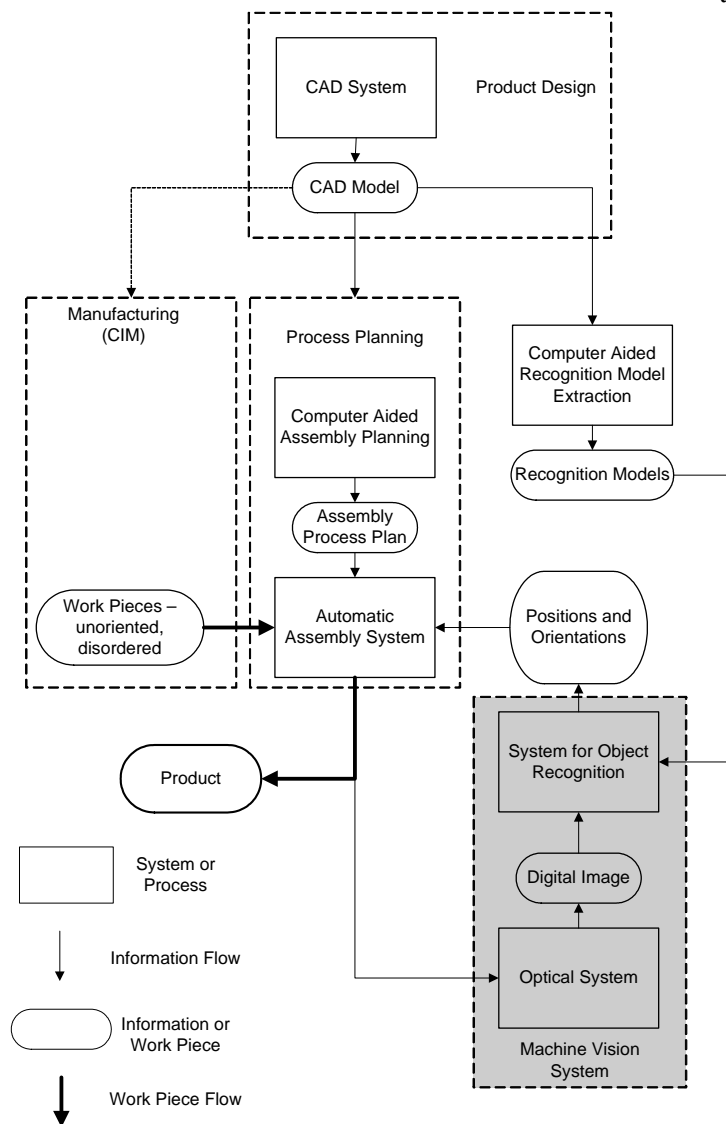 CAD System
Product Design
CAD Model
Manufacturing
(CIM)
Process Planning
Computer Aided
Recognition Model
Extraction
Computer Aided
Assembly Planning
Recognition Models
Assembly
Process Plan
Work Pieces –
unoriented,
disordered
Automatic
Assembly System
Positions and
Orientations
System for Object
Recognition
Product
System or
Process
Digital Image
Information Flow
Optical System
Information or
Work Piece
Machine Vision
System
Work Piece Flow